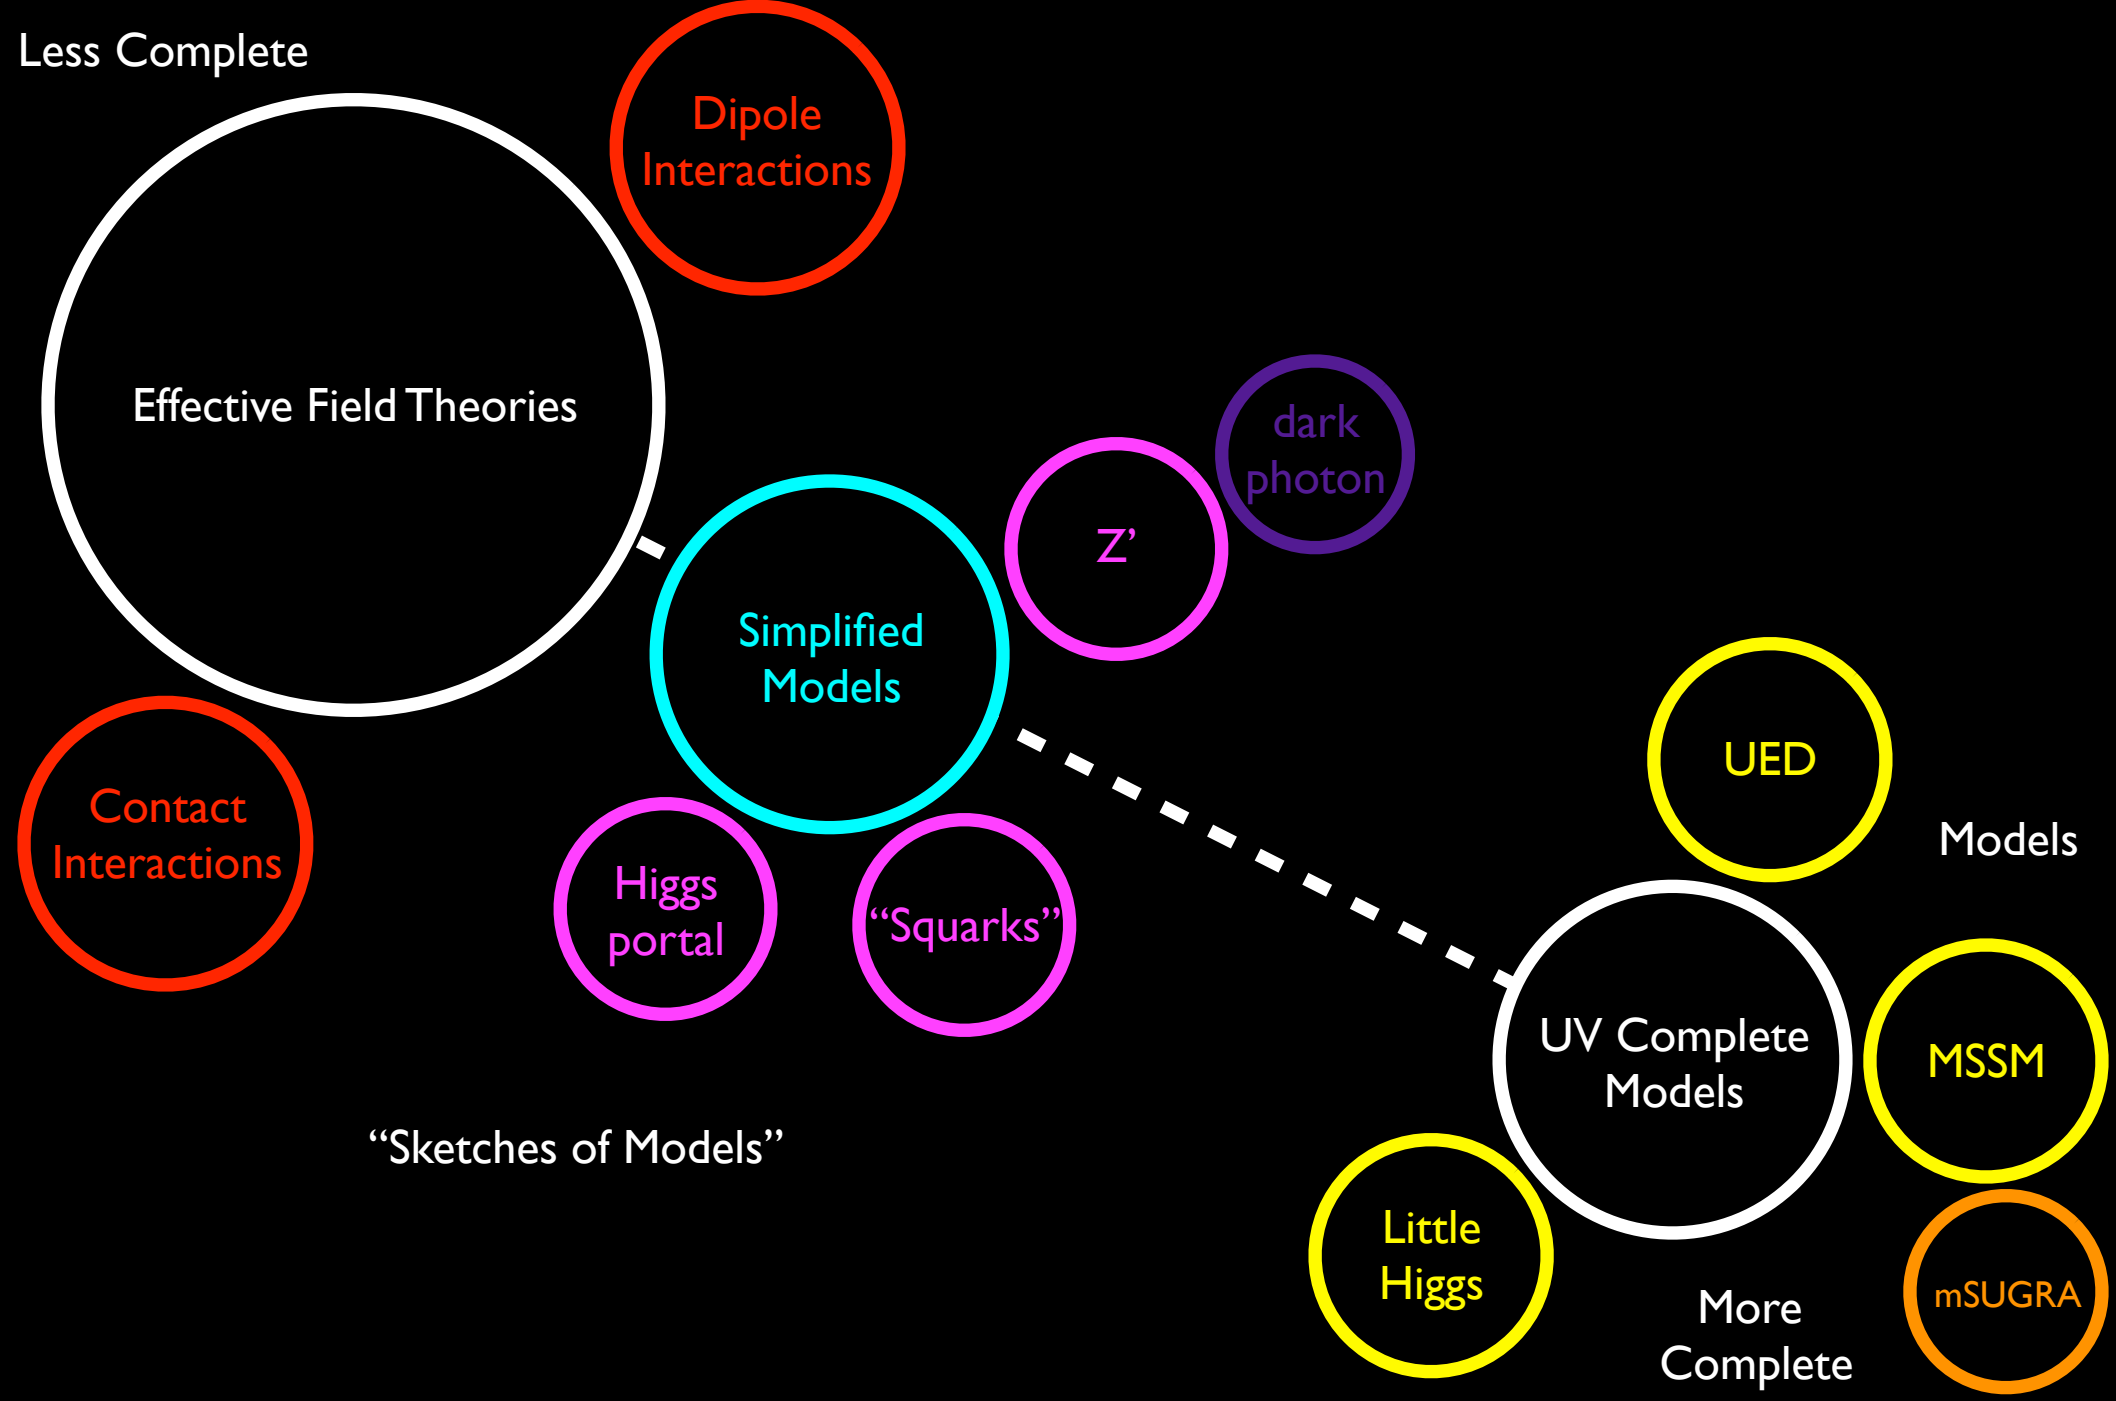 Less Complete
Dipole
Interactions
Effective Field Theories
dark
photon
Z’
Simplified
Models
UED
Models
Contact
Interactions
Higgs
portal
“Squarks”
UV Complete
Models
MSSM
“Sketches of Models”
Little
Higgs
mSUGRA
More
Complete